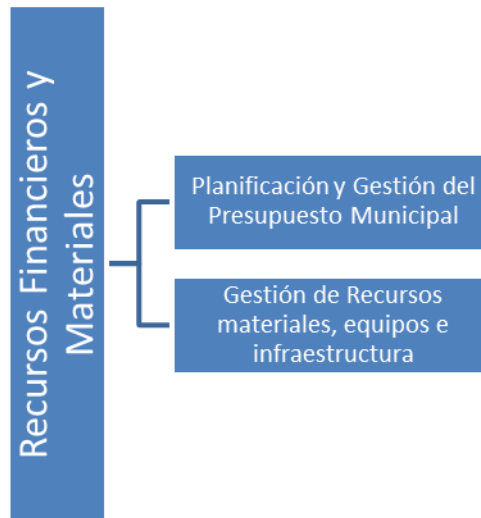 Recursos Financieros y
Materiales
Planificación y Gestión del
Presupuesto Municipal
Gestión de Recursos
materiales, equipos e
infraestructura